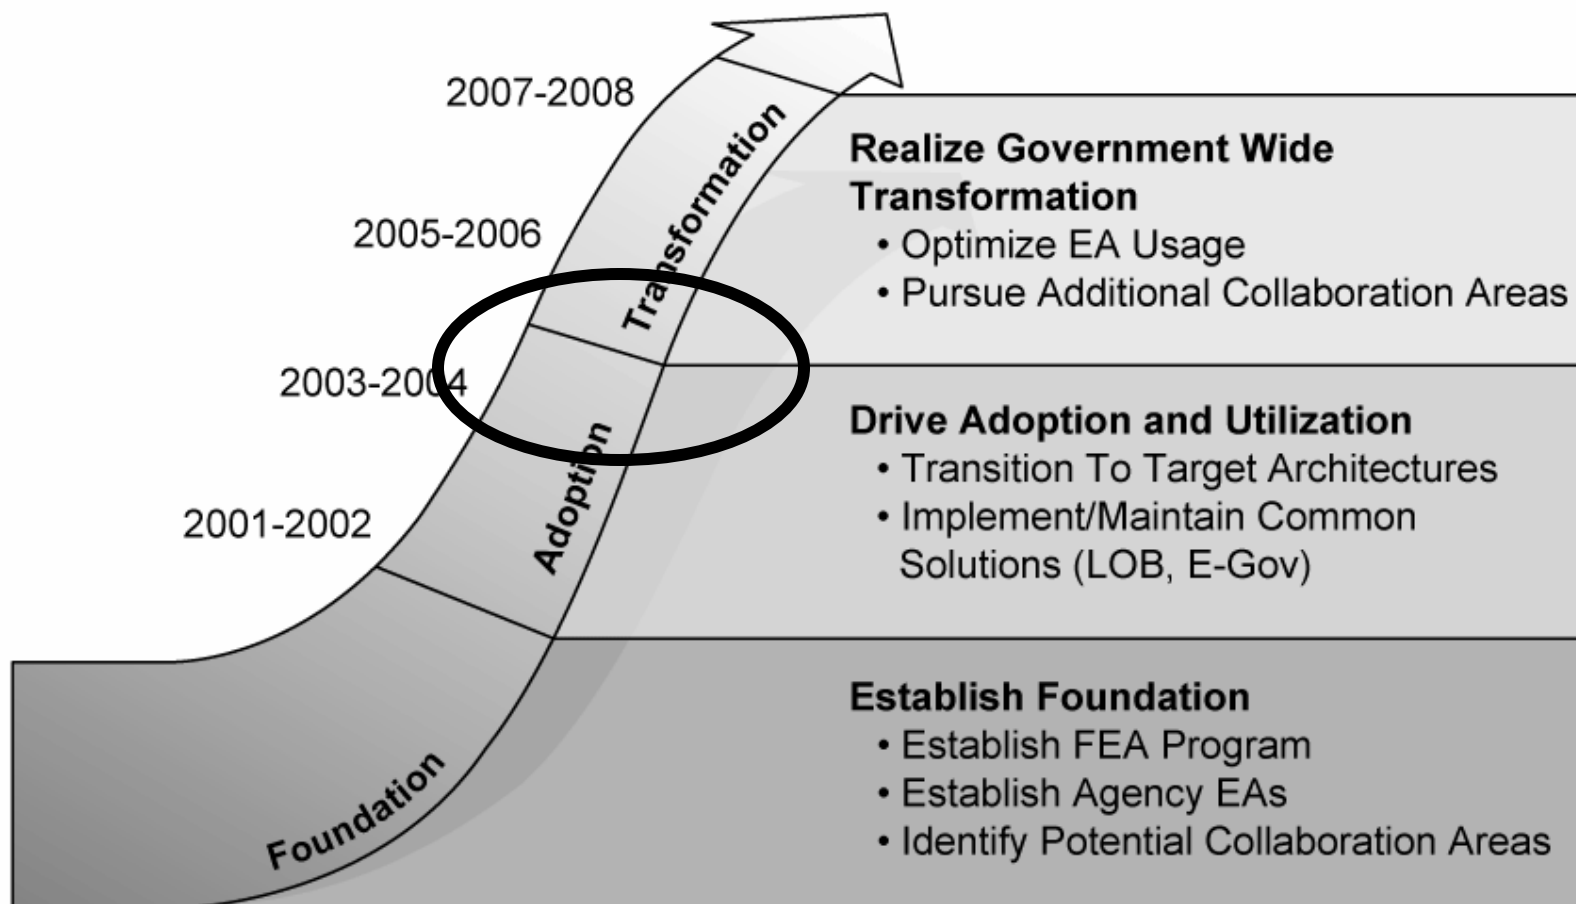 2007-2008
Realize Government Wide
Transformation
• Optimize EA Usage
• Pursue Additional Collaboration Areas
Transformation
2005-2006
2003-2004
Drive Adoption and Utilization
• Transition To Target Architectures
• Implement/Maintain Common
Solutions (LOB, E-Gov)
Adoption
2001-2002
Establish Foundation
• Establish FEA Program
• Establish Agency EAs
• Identify Potential Collaboration Areas
Foundation